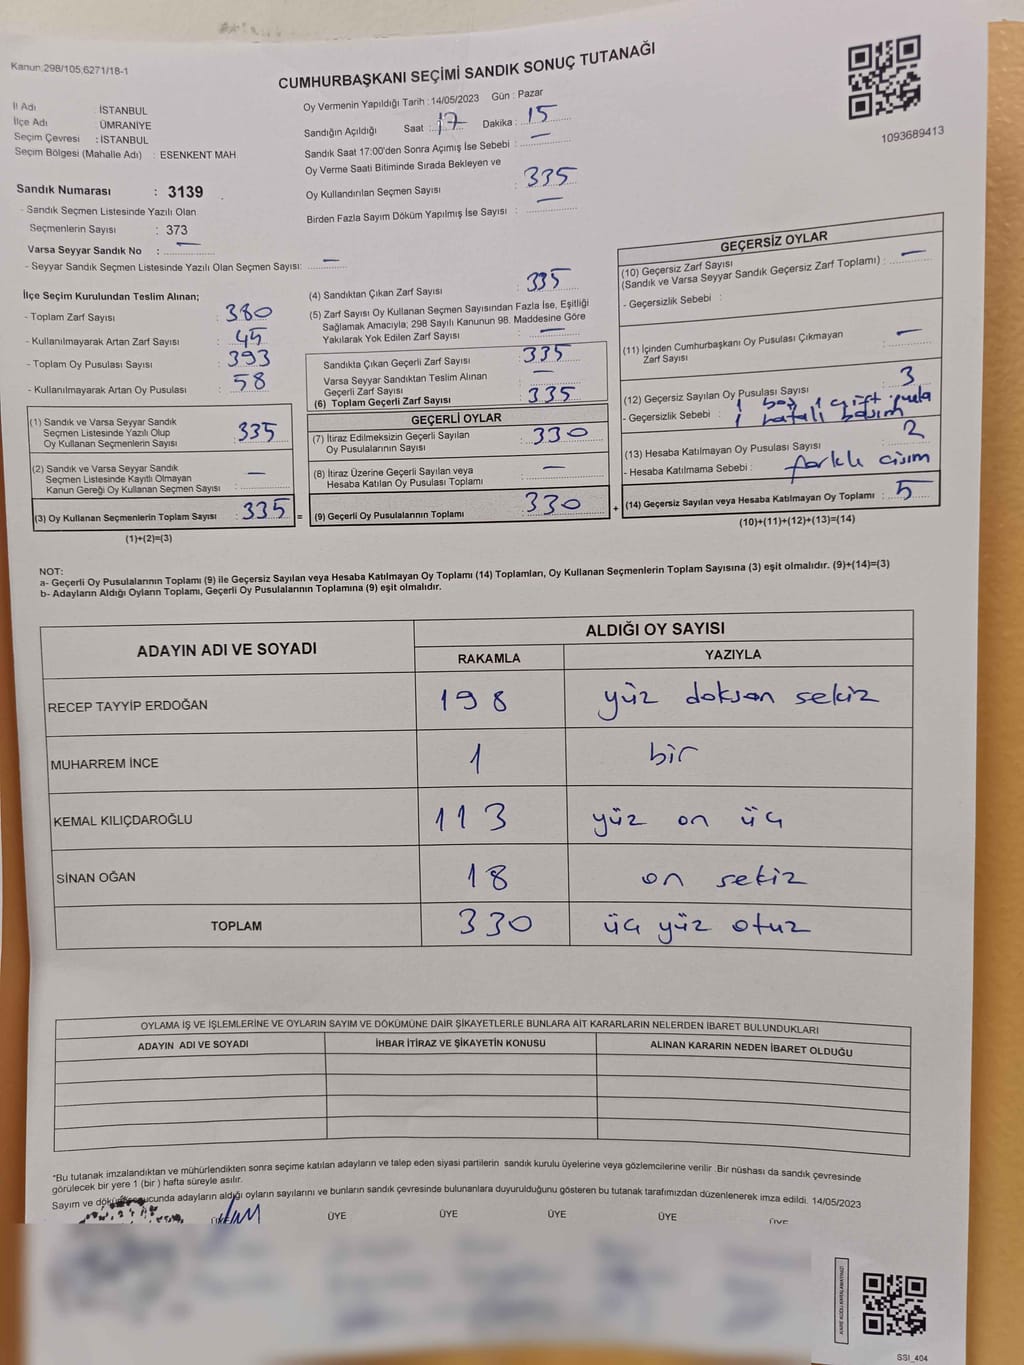 Kanun:298/105;6271/18-1
CUMHURBAŞKANI SEÇİMİ SANDIK SONUÇ TUTANAĞI
1093689413
İl Adı : İSTANBUL
İlçe Adı : ÜMRANİYE
Seçim Çevresi : İSTANBUL
Seçim Bölgesi (Mahalle Adı) : ESENKENT MAH
Sandık Numarası : 3139
- Sandık Seçmen Listesinde Yazılı Olan
Seçmenlerin Sayısı : 373
Varsa Seyyar Sandık No : —
- Seyyar Sandık Seçmen Listesinde Yazılı Olan Seçmen Sayısı: —
Oy Vermenin Yapıldığı Tarih : 14/05/2023 Gün : Pazar
Sandığın Açıldığı Saat : 17 Dakika : 15
Sandık Saat 17:00'den Sonra Açımış İse Sebebi : —
Oy Verme Saati Bitiminde Sırada Bekleyen ve
Oy Kullandırılan Seçmen Sayısı : 335
Birden Fazla Sayım Döküm Yapılmış İse Sayısı : —
İlçe Seçim Kurulundan Teslim Alınan;
- Toplam Zarf Sayısı : 380
- Kullanılmayarak Artan Zarf Sayısı : 45
- Toplam Oy Pusulası Sayısı : 393
- Kullanılmayarak Artan Oy Pusulası : 58
(1) Sandık ve Varsa Seyyar Sandık
Seçmen Listesinde Yazılı Olup
Oy Kullanan Seçmenlerin Sayısı : 335
(2) Sandık ve Varsa Seyyar Sandık
Seçmen Listesinde Kayıtlı Olmayan
Kanun Gereği Oy Kullanan Seçmen Sayısı : —
(3) Oy Kullanan Seçmenlerin Toplam Sayısı : 335 =
(1)+(2)=(3)
(4) Sandıktan Çıkan Zarf Sayısı : 335
(5) Zarf Sayısı Oy Kullanan Seçmen Sayısından Fazla İse, Eşitliği
Sağlamak Amacıyla; 298 Sayılı Kanunun 98. Maddesine Göre
Yakılarak Yok Edilen Zarf Sayısı : —
Sandıkta Çıkan Geçerli Zarf Sayısı : 335
Varsa Seyyar Sandıktan Teslim Alınan
Geçerli Zarf Sayısı : —
(6) Toplam Geçerli Zarf Sayısı : 335
GEÇERLİ OYLAR
(7) İtiraz Edilmeksizin Geçerli Sayılan
Oy Pusulasının Sayısı : 330
(8) İtiraz Üzerine Geçerli Sayılan veya
Hesaba Katılan Oy Pusulası Toplamı : —
(9) Geçerli Oy Pusulalarının Toplamı : 330 +
GEÇERSİZ OYLAR
(10) Geçersiz Zarf Sayısı
(Sandık ve Varsa Seyyar Sandık Geçersiz Zarf Toplamı) : —
- Geçersizlik Sebebi :
(11) İçinden Cumhurbaşkanı Oy Pusulası Çıkmayan
Zarf Sayısı : —
(12) Geçersiz Sayılan Oy Pusulası Sayısı : 3
1 boş 1 çift pusula
- Geçersizlik Sebebi : 1 hatalı basım
(13) Hesaba Katılmayan Oy Pusulası Sayısı : 2
- Hesaba Katılmama Sebebi : farklı cisim
(14) Geçersiz Sayılan veya Hesaba Katılmayan Oy Toplamı : 5
(10)+(11)+(12)+(13)=(14)
NOT:
a- Geçerli Oy Pusulalarının Toplamı (9) ile Geçersiz Sayılan veya Hesaba Katılmayan Oy Toplamı (14) Toplamları, Oy Kullanan Seçmenlerin Toplam Sayısına (3) eşit olmalıdır. (9)+(14)=(3)
b- Adayların Aldığı Oyların Toplamı, Geçerli Oy Pusulalarının Toplamına (9) eşit olmalıdır.
ADAYIN ADI VE SOYADI ALDIĞI OY SAYISI
RAKAMLA YAZIYLA
RECEP TAYYİP ERDOĞAN 198 yüz doksan sekiz
MUHARREM İNCE 1 bir
KEMAL KILIÇDAROĞLU 113 yüz on üç
SİNAN OĞAN 18 on sekiz
TOPLAM 330 üç yüz otuz
OYLAMA İŞ VE İŞLEMLERİNE VE OYLARIN SAYIM VE DÖKÜMÜNE DAİR ŞİKAYETLERLE BUNLARA AİT KARARLARIN NELERDEN İBARET BULUNDUKLARI
ADAYIN ADI VE SOYADI İHBAR İTİRAZ VE ŞİKAYETİN KONUSU ALINAN KARARIN NEDEN İBARET OLDUĞU
*Bu tutanak imzalandıktan ve mühürlendikten sonra seçime katılan adayların ve talep eden siyasi partilerin sandık kurulu üyelerine veya gözlemcilerine verilir .Bir nüshası da sandık çevresinde
görülecek bir yere 1 (bir ) hafta süreyle asılır.
Sayım ve döküm sonucunda adayların aldığı oyların sayılarını ve bunların sandık çevresinde bulunanlara duyurulduğunu gösteren bu tutanak tarafımızdan düzenlenerek imza edildi. 14/05/2023
ÜYE ÜYE ÜYE ÜYE ÜYE
SSI_404